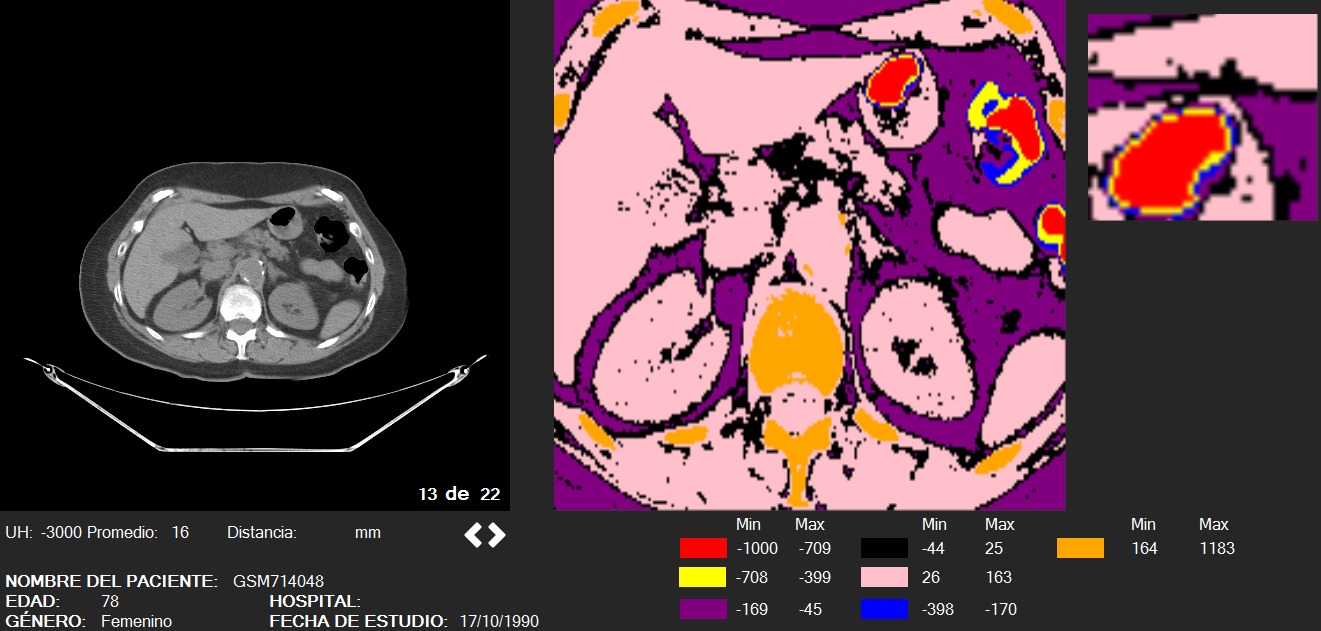 13 de 22
UH: -3000 Promedio: 16 Distancia: mm
NOMBRE DEL PACIENTE: GSM714048
EDAD: 78 HOSPITAL:
GÉNERO: Femenino FECHA DE ESTUDIO: 17/10/1990
Min Max Min Max Min Max
-1000 -709 -44 25 164 1183
-708 -399 26 163
-169 -45 -398 -170